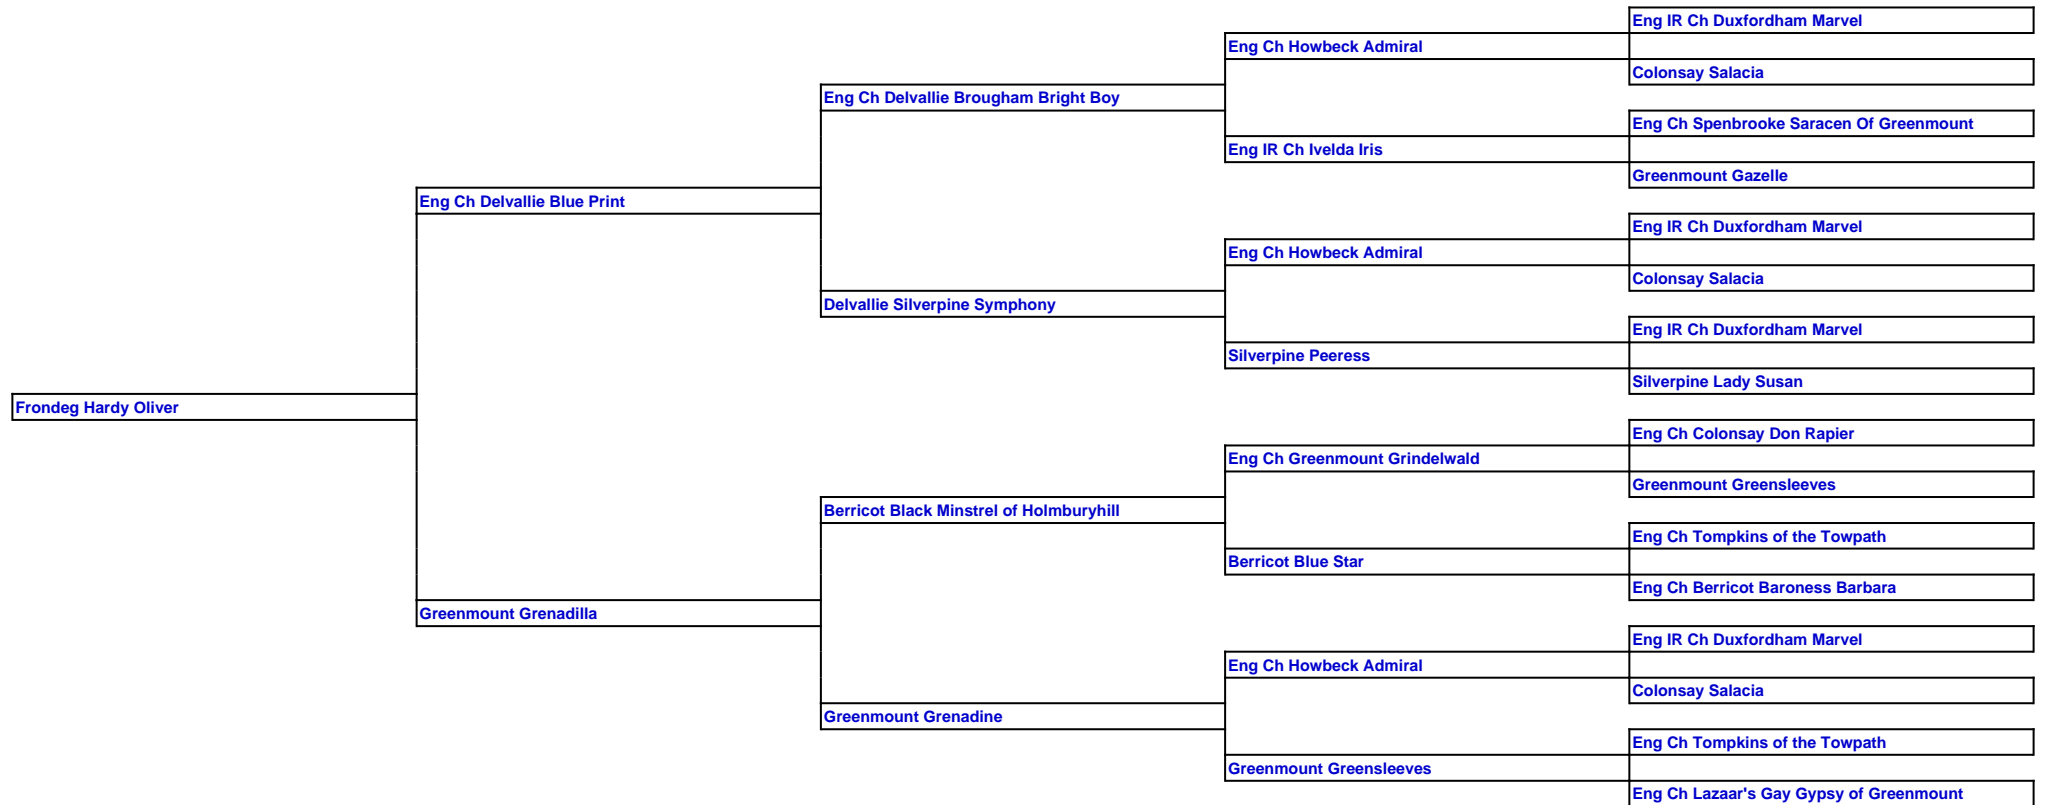 Eng IR Ch Duxfordham Marvel
Eng Ch Howbeck Admiral
Colonsay Salacia
Eng Ch Delvallie Brougham Bright Boy
Eng Ch Spenbrooke Saracen Of Greenmount
Eng IR Ch Ivelda Iris
Greenmount Gazelle
Eng Ch Delvallie Blue Print
Eng IR Ch Duxfordham Marvel
Eng Ch Howbeck Admiral
Colonsay Salacia
Delvallie Silverpine Symphony
Eng IR Ch Duxfordham Marvel
Silverpine Peeress
Silverpine Lady Susan
Frondeg Hardy Oliver
Eng Ch Colonsay Don Rapier
Eng Ch Greenmount Grindelwald
Greenmount Greensleeves
Berricot Black Minstrel of Holmburyhill
Eng Ch Tompkins of the Towpath
Berricot Blue Star
Eng Ch Berricot Baroness Barbara
Greenmount Grenadilla
Eng IR Ch Duxfordham Marvel
Eng Ch Howbeck Admiral
Colonsay Salacia
Greenmount Grenadine
Eng Ch Tompkins of the Towpath
Greenmount Greensleeves
Eng Ch Lazaar's Gay Gypsy of Greenmount